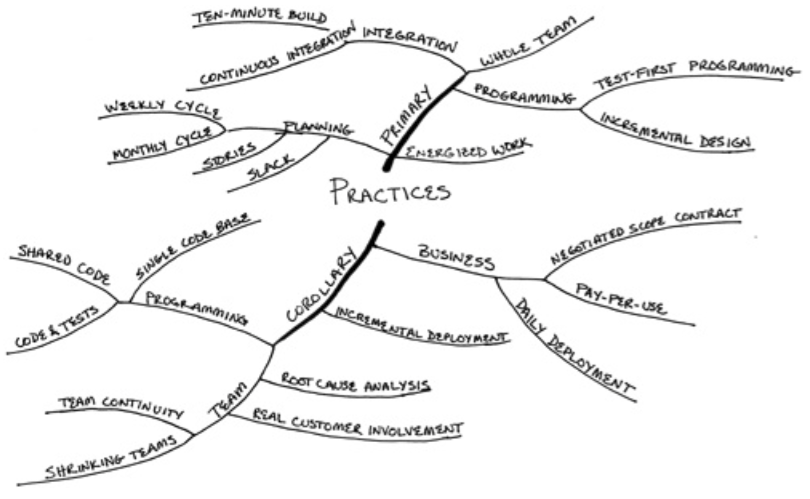 TEN-MINUTE BUILD
CONTINUOUS INTEGRATION
INTEGRATION
WHOLE TEAM
PRIMARY
PROGRAMMING
TEST-FIRST PROGRAMMING
INCREMENTAL DESIGN
WEEKLY CYCLE
MONTHLY CYCLE
PLANNING
STORIES
SLACK
ENERGIZED WORK
PRACTICES
COROLLARY
BUSINESS
NEGOTIATED SCOPE CONTRACT
PAY-PER-USE
DAILY DEPLOYMENT
INCREMENTAL DEPLOYMENT
SHARED CODE
SINGLE CODE BASE
PROGRAMMING
CODE & TESTS
TEAM
ROOT CAUSE ANALYSIS
REAL CUSTOMER INVOLVEMENT
TEAM CONTINUITY
SHRINKING TEAMS